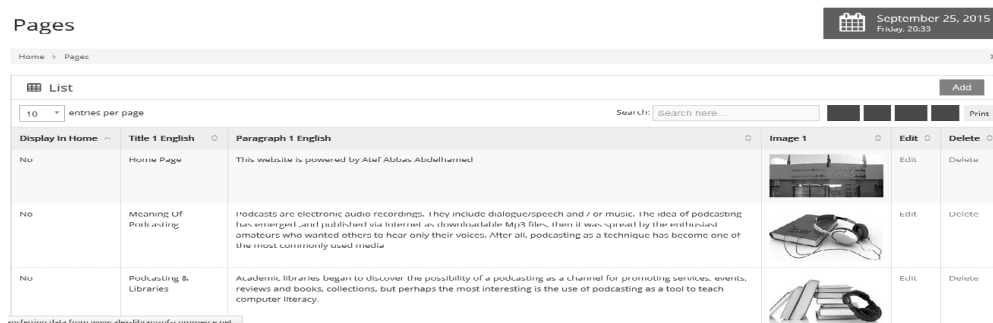 Pages
September 25, 2015
Friday, 20:33
Home > Pages
List
Add
10 entries per page
Search: Search here...
Print
Display In Home Title 1 English Paragraph 1 English Image 1 Edit Delete
No Home Page This website is powered by Atef Abbas Abdelhamed Edit Delete
No Meaning Of Podcasting Podcasts are electronic audio recordings. They include dialogue/speech and / or music. The idea of podcasting Edit Delete
has emerged ,and published via Internet as downloadable Mp3 files, then it was spread by the enthusiast
amateurs who wanted others to hear only their voices. After all, podcasting as a technique has become one of
the most commonly used media
No Podcasting & Libraries Academic libraries began to discover the possibility of a podcasting as a channel for promoting services, events, Edit Delete
reviews and books, collections, but perhaps the most interesting is the use of podcasting as a tool to teach
computer literacy.